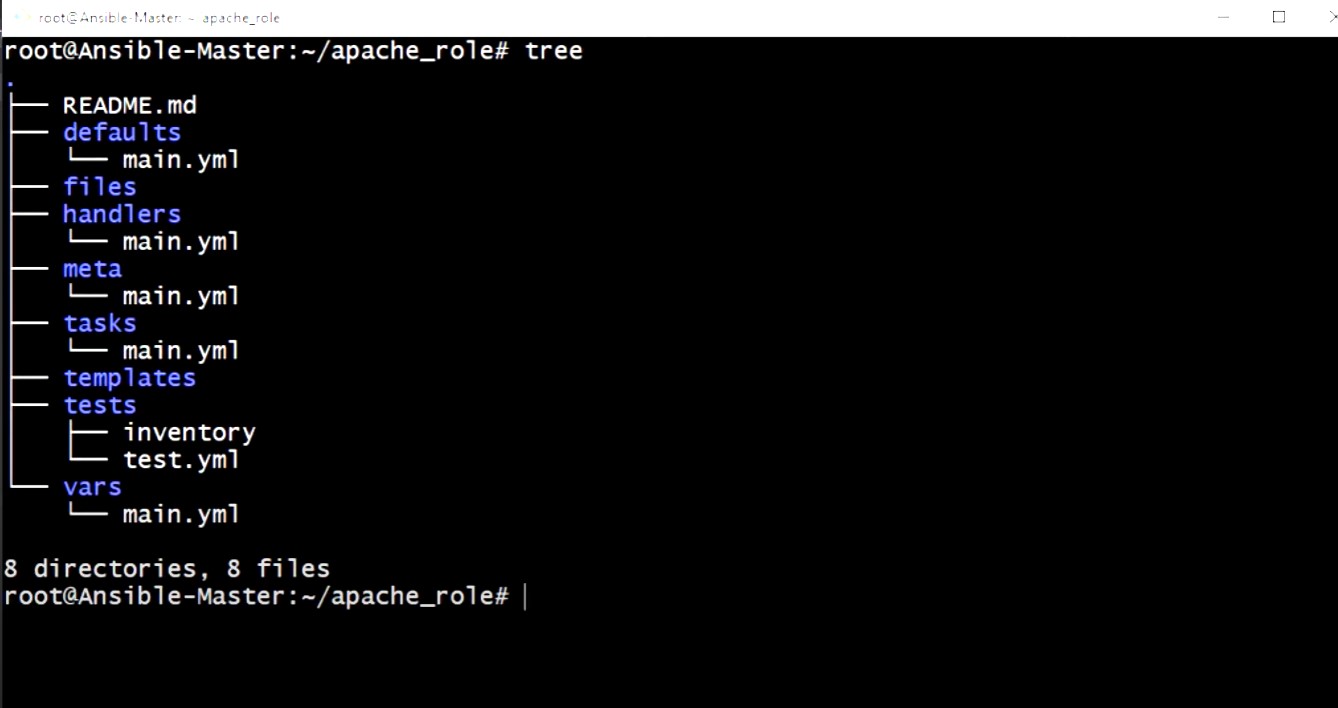 root@Ansible-Master: ~ apache_role
root@Ansible-Master:~/apache_role# tree
.
├── README.md
├── defaults
│   └── main.yml
├── files
├── handlers
│   └── main.yml
├── meta
│   └── main.yml
├── tasks
│   └── main.yml
├── templates
├── tests
│   ├── inventory
│   └── test.yml
└── vars
    └── main.yml
8 directories, 8 files
root@Ansible-Master:~/apache_role#